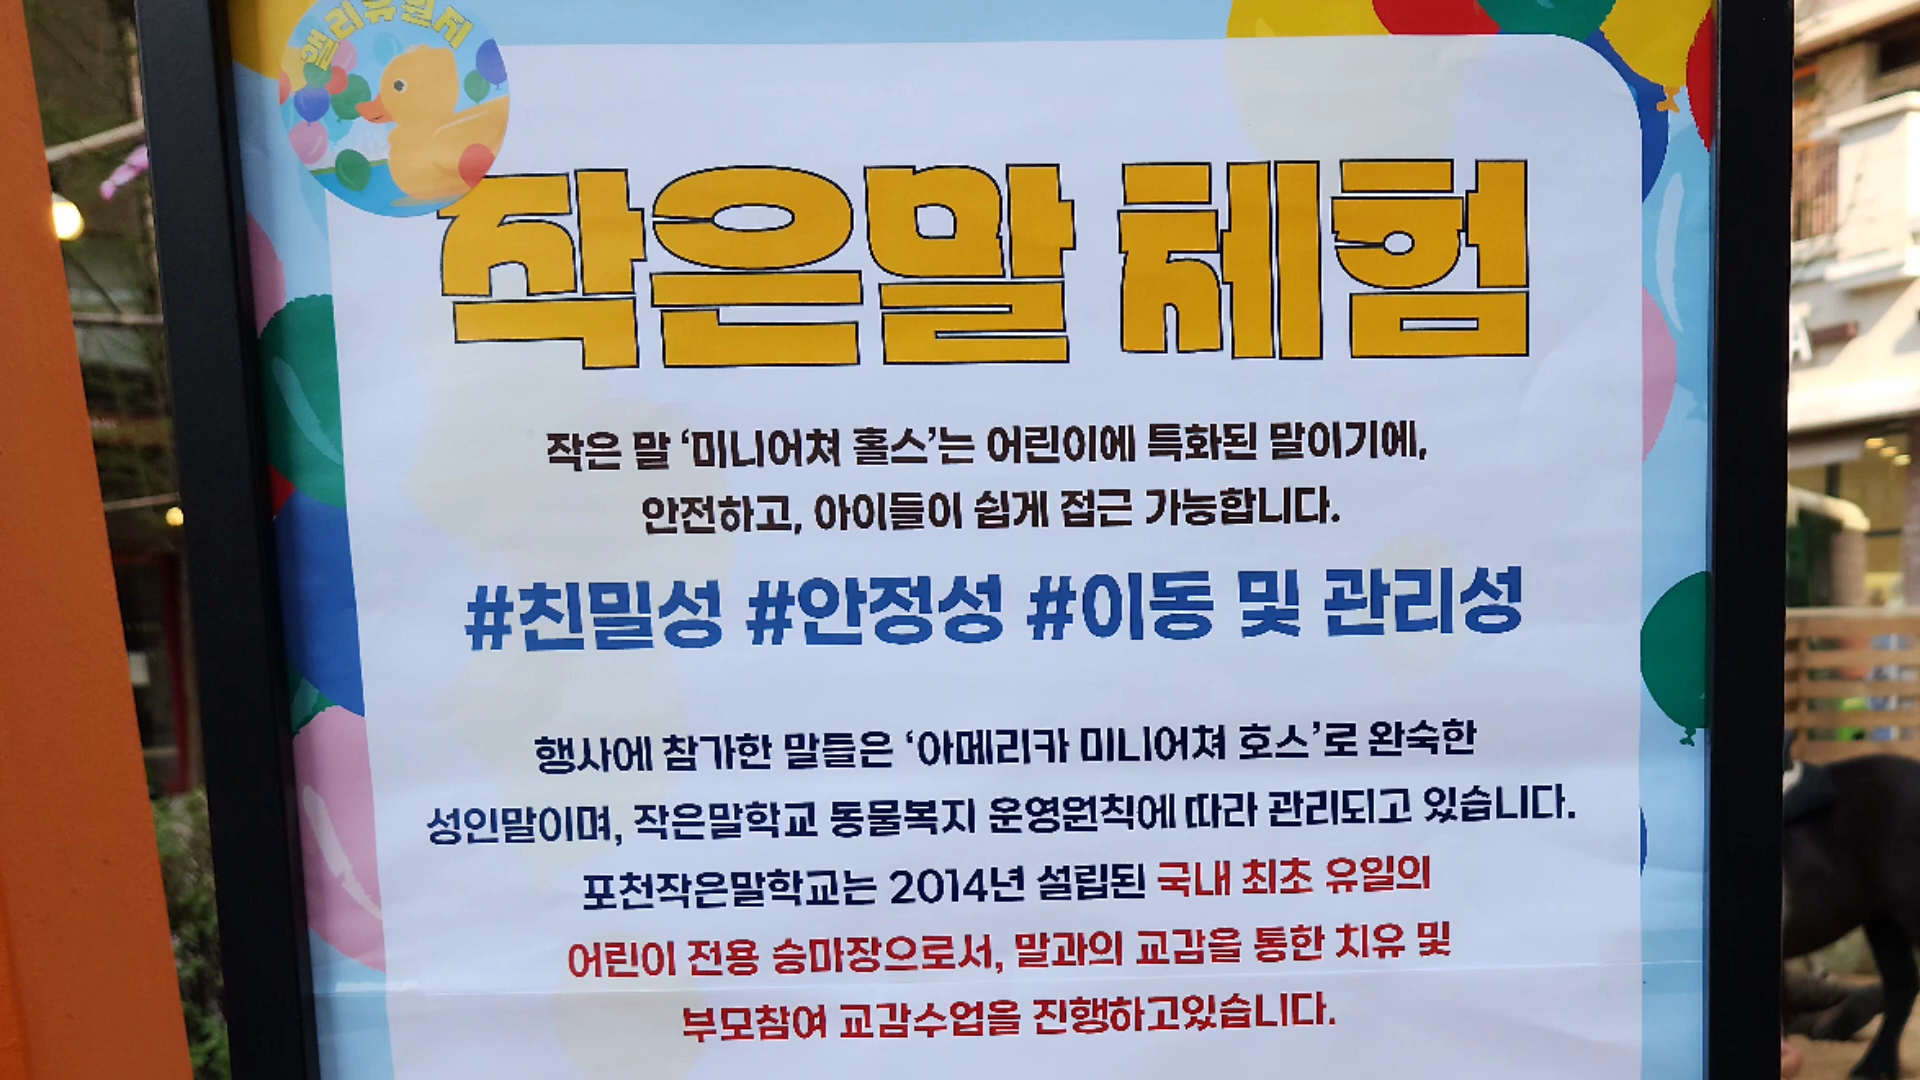 앨리유원지
작은말 체험
작은 말 ‘미니어쳐 홀스’는 어린이에 특화된 말이기에,
안전하고, 아이들이 쉽게 접근 가능합니다.
#친밀성 #안정성 #이동 및 관리성
행사에 참가한 말들은 ‘아메리카 미니어쳐 호스’로 완숙한
성인말이며, 작은말학교 동물복지 운영원칙에 따라 관리되고 있습니다.
포천작은말학교는 2014년 설립된 국내 최초 유일의
어린이 전용 승마장으로서, 말과의 교감을 통한 치유 및
부모참여 교감수업을 진행하고있습니다.